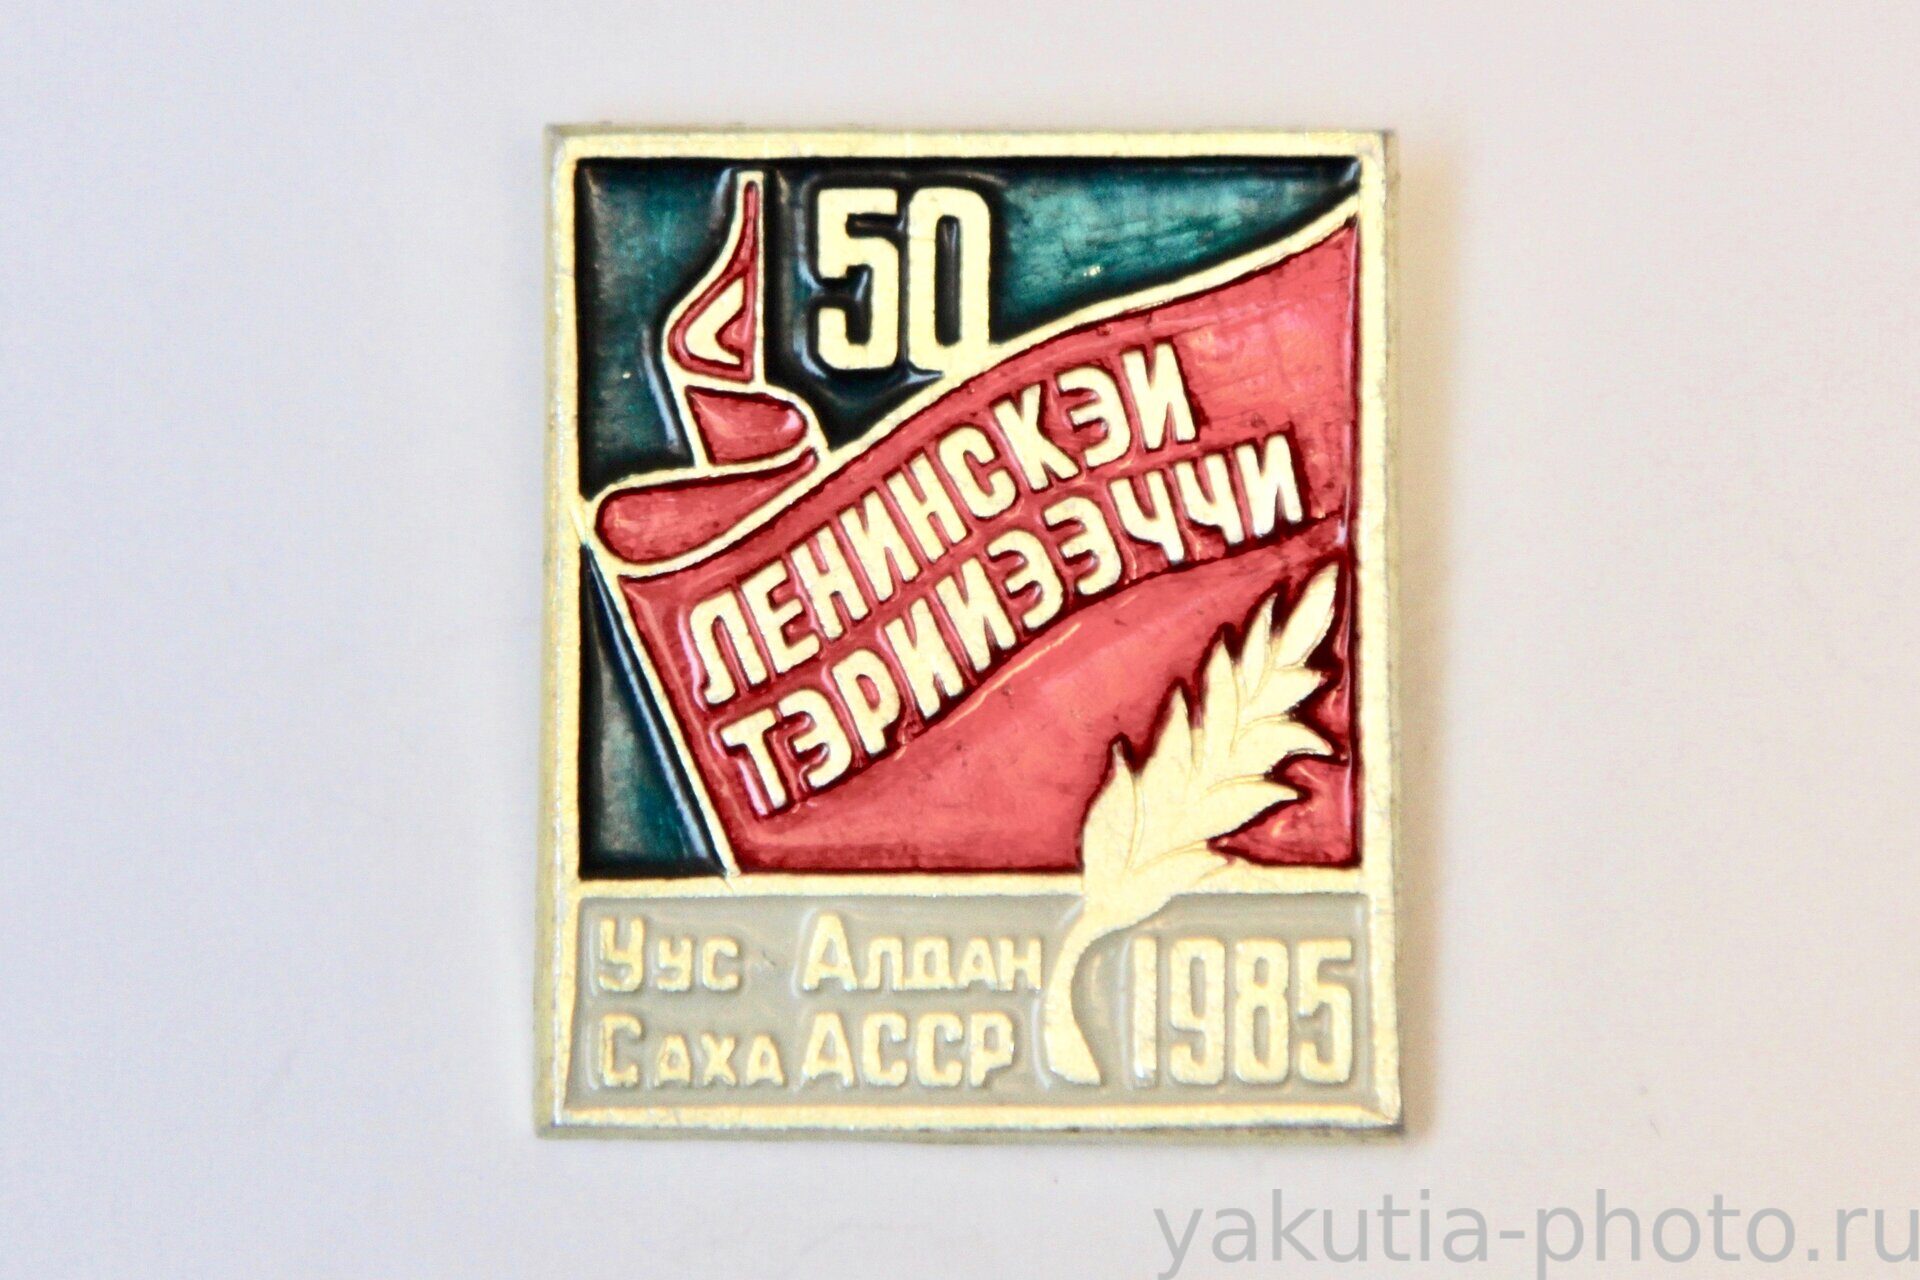 50
ЛЕНИНСКЭЙ
ТЭРИИЭЭЧЧИ
Уус Алдан
Саха АССР
1985
yakutia-photo.ru